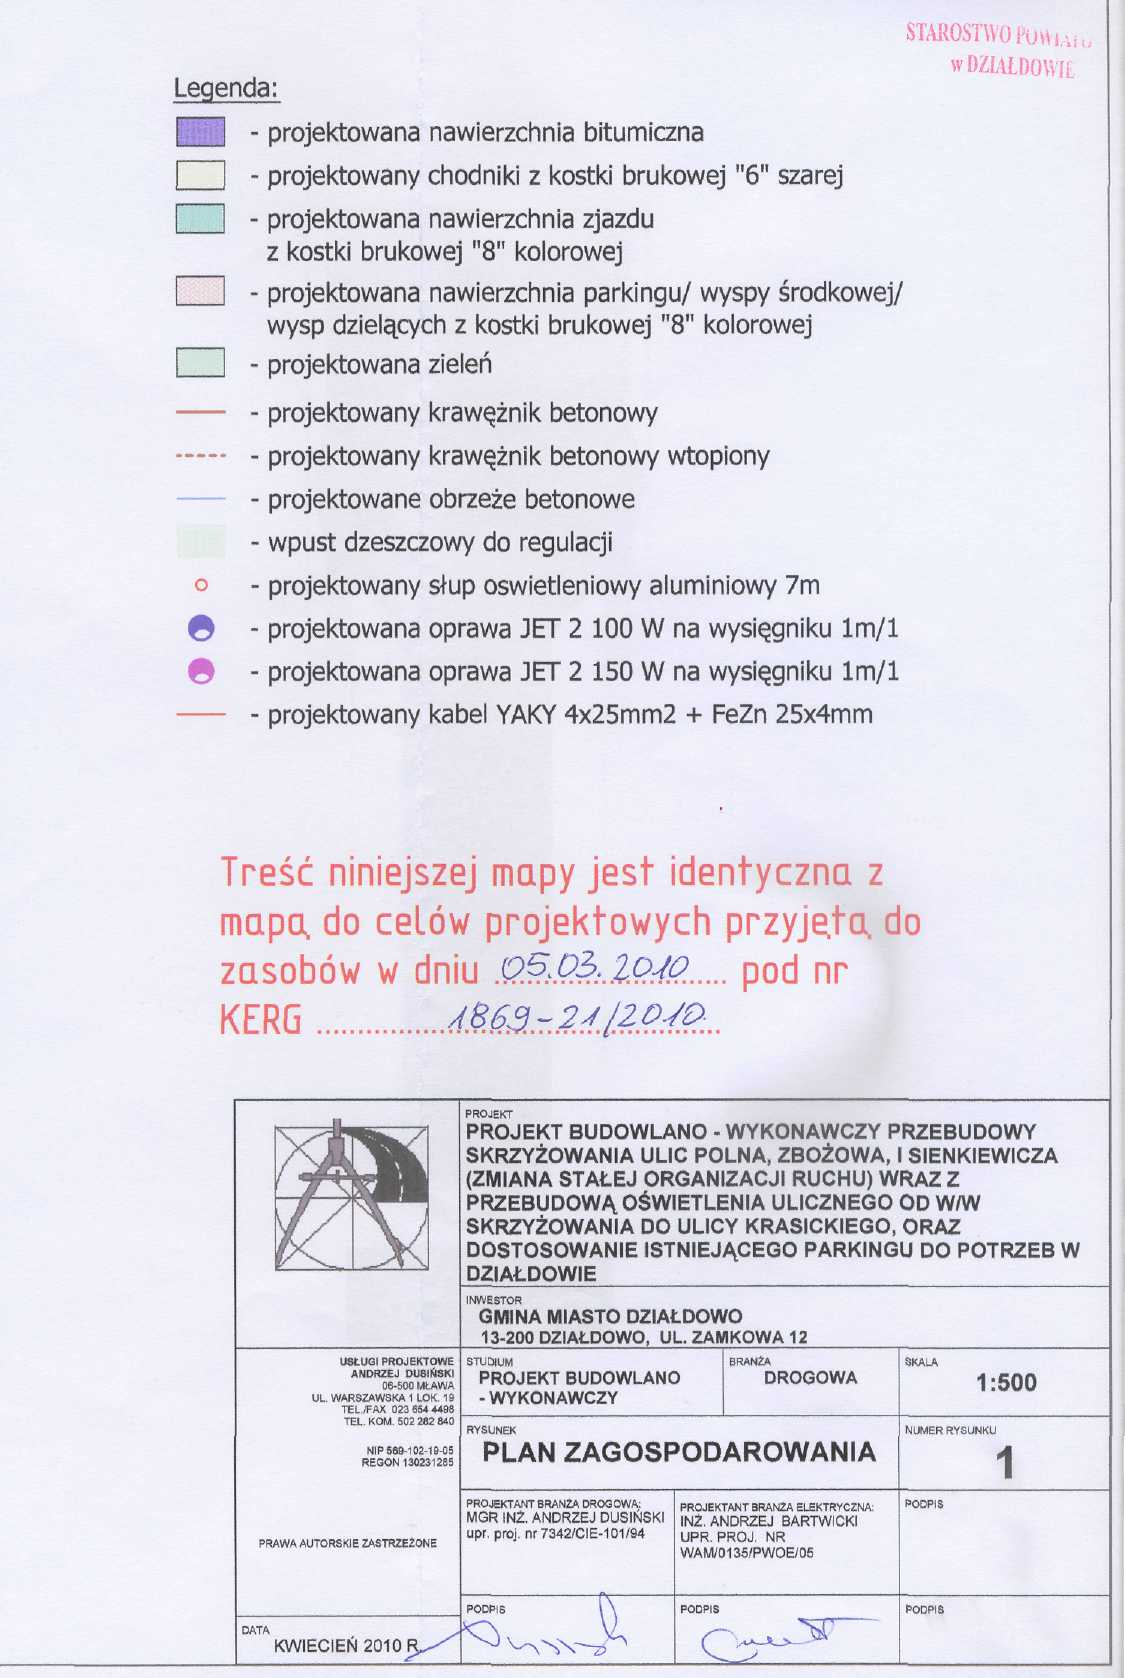 STAROSTWO POWIATU
w DZIAŁDOWIE
Legenda:
- projektowana nawierzchnia bitumiczna
- projektowany chodniki z kostki brukowej "6" szarej
- projektowana nawierzchnia zjazdu
z kostki brukowej "8" kolorowej
- projektowana nawierzchnia parkingu/ wyspy środkowej/
wysp dzielących z kostki brukowej "8" kolorowej
- projektowana zieleń
- projektowany krawężnik betonowy
- projektowany krawężnik betonowy wtopiony
- projektowane obrzeże betonowe
- wpust dzeszczowy do regulacji
- projektowany słup oswietleniowy aluminiowy 7m
- projektowana oprawa JET 2 100 W na wysięgniku 1m/1
- projektowana oprawa JET 2 150 W na wysięgniku 1m/1
- projektowany kabel YAKY 4x25mm2 + FeZn 25x4mm
Treść niniejszej mapy jest identyczna z
mapą do celów projektowych przyjętą do
zasobów w dniu 05.03.2010 pod nr
KERG 1869-21/2010
PROJEKT
PROJEKT BUDOWLANO - WYKONAWCZY PRZEBUDOWY
SKRZYŻOWANIA ULIC POLNA, ZBOŻOWA, I SIENKIEWICZA
(ZMIANA STAŁEJ ORGANIZACJI RUCHU) WRAZ Z
PRZEBUDOWĄ OŚWIETLENIA ULICZNEGO OD W/W
SKRZYŻOWANIA DO ULICY KRASICKIEGO, ORAZ
DOSTOSOWANIE ISTNIEJĄCEGO PARKINGU DO POTRZEB W
DZIAŁDOWIE
INWESTOR
GMINA MIASTO DZIAŁDOWO
13-200 DZIAŁDOWO, UL. ZAMKOWA 12
USŁUGI PROJEKTOWE
ANDRZEJ DUSIŃSKI
06-500 MŁAWA
UL. WARSZAWSKA 1 LOK. 19
TEL./FAX 023 654 4498
TEL. KOM. 502 262 840
NIP 569-102-19-05
REGON 130231285
PRAWA AUTORSKIE ZASTRZEŻONE
STUDIUM
PROJEKT BUDOWLANO
- WYKONAWCZY
BRANŻA
DROGOWA
SKALA
1:500
RYSUNEK
PLAN ZAGOSPODAROWANIA
NUMER RYSUNKU
1
PROJEKTANT BRANŻA DROGOWA:
MGR INŻ. ANDRZEJ DUSIŃSKI
upr. proj. nr 7342/CIE-101/94
PROJEKTANT BRANŻA ELEKTRYCZNA:
INŻ. ANDRZEJ BARTWICKI
UPR. PROJ. NR
WAM/0135/PWOE/05
PODPIS
PODPIS
PODPIS
PODPIS
DATA
KWIECIEŃ 2010 R.